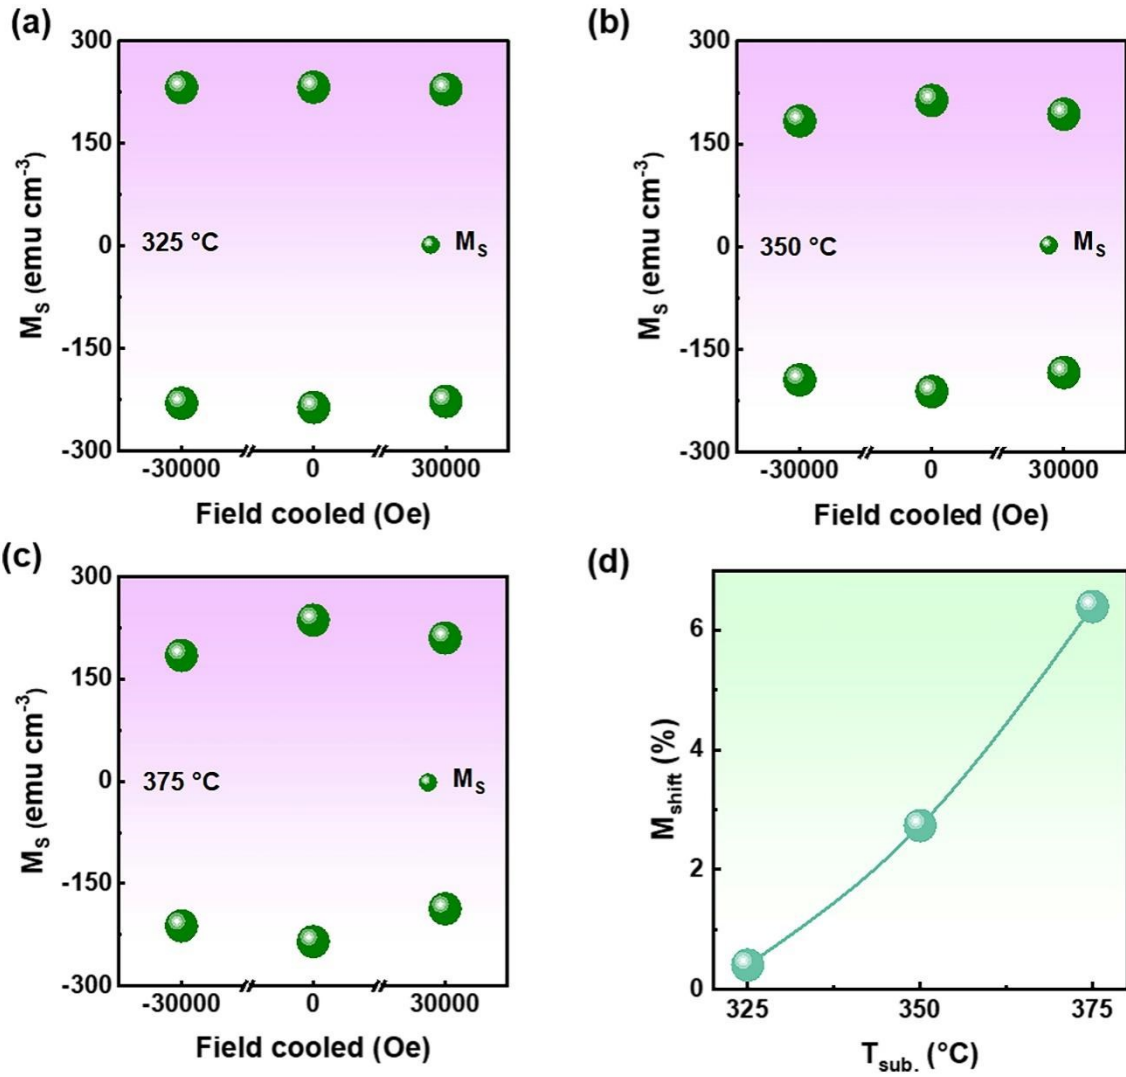 (a)
300
150
0
-150
-300
M_S (emu cm^-3)
325 °C
M_S
-30000 0 30000
Field cooled (Oe)
(b)
300
150
0
-150
-300
M_S (emu cm^-3)
350 °C
M_S
-30000 0 30000
Field cooled (Oe)
(c)
300
150
0
-150
-300
M_S (emu cm^-3)
375 °C
M_S
-30000 0 30000
Field cooled (Oe)
(d)
6
4
2
0
M_shift (%)
325 350 375
T_sub. (°C)